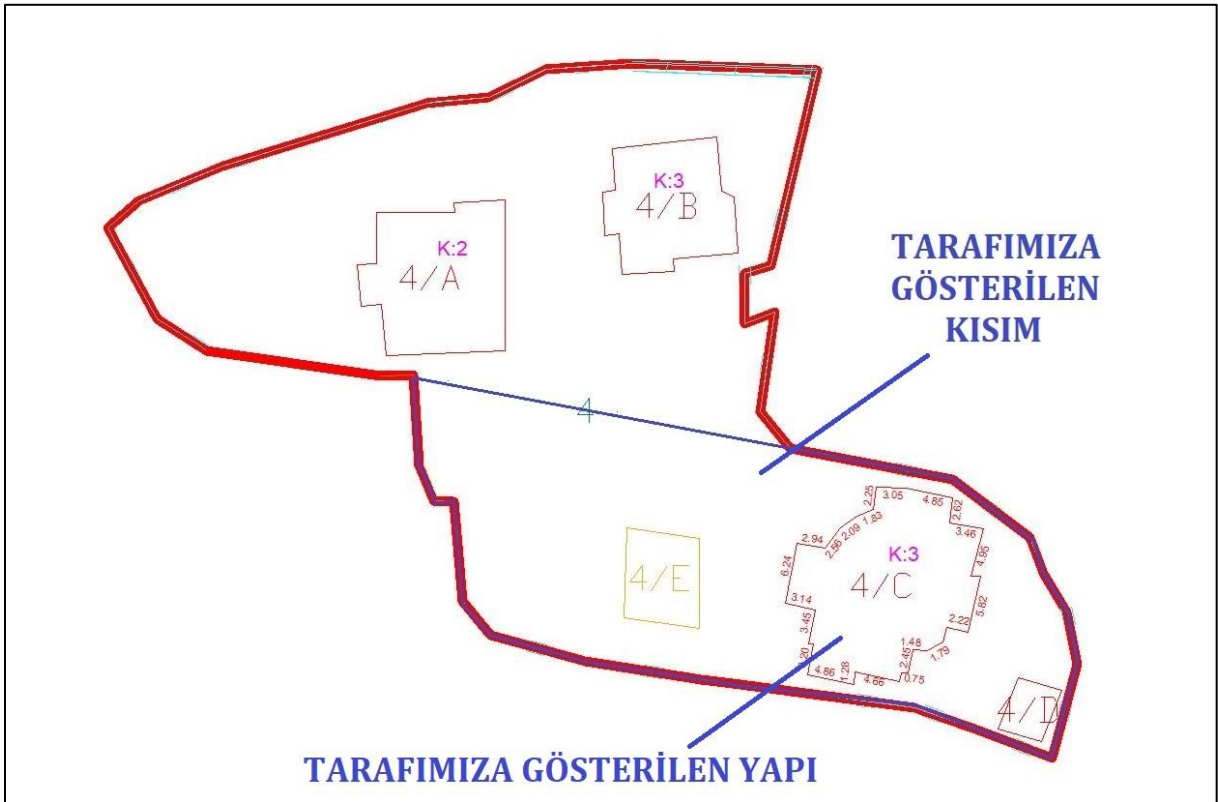 K:3
4/B
K:2
4/A
TARAFIMIZA
GÖSTERİLEN
KISIM
4
2.25
3.05
4.85
2.62
3.46
4.95
5.82
2.22
1.79
1.48
2.45
0.75
4.66
1.28
4.86
3.45
3.14
6.24
2.94
2.56
2.09
1.83
K:3
4/C
4/E
4/D
TARAFIMIZA GÖSTERİLEN YAPI